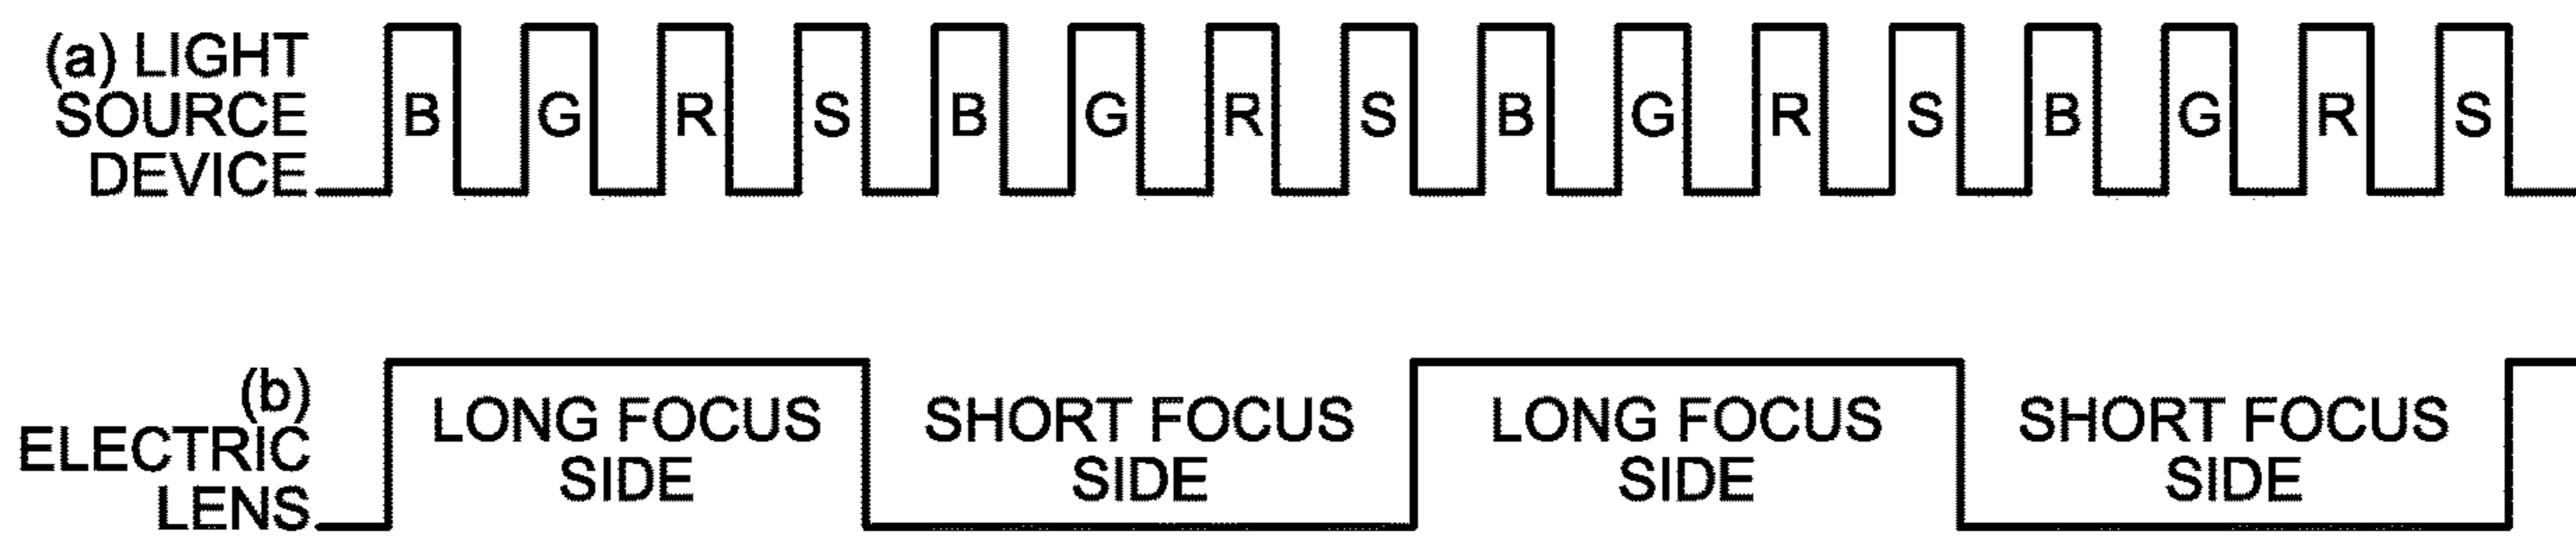 (a) LIGHT
SOURCE
DEVICE
B G R S B G R S B G R S B G R S
(b)
ELECTRIC
LENS
LONG FOCUS
SIDE
SHORT FOCUS
SIDE
LONG FOCUS
SIDE
SHORT FOCUS
SIDE